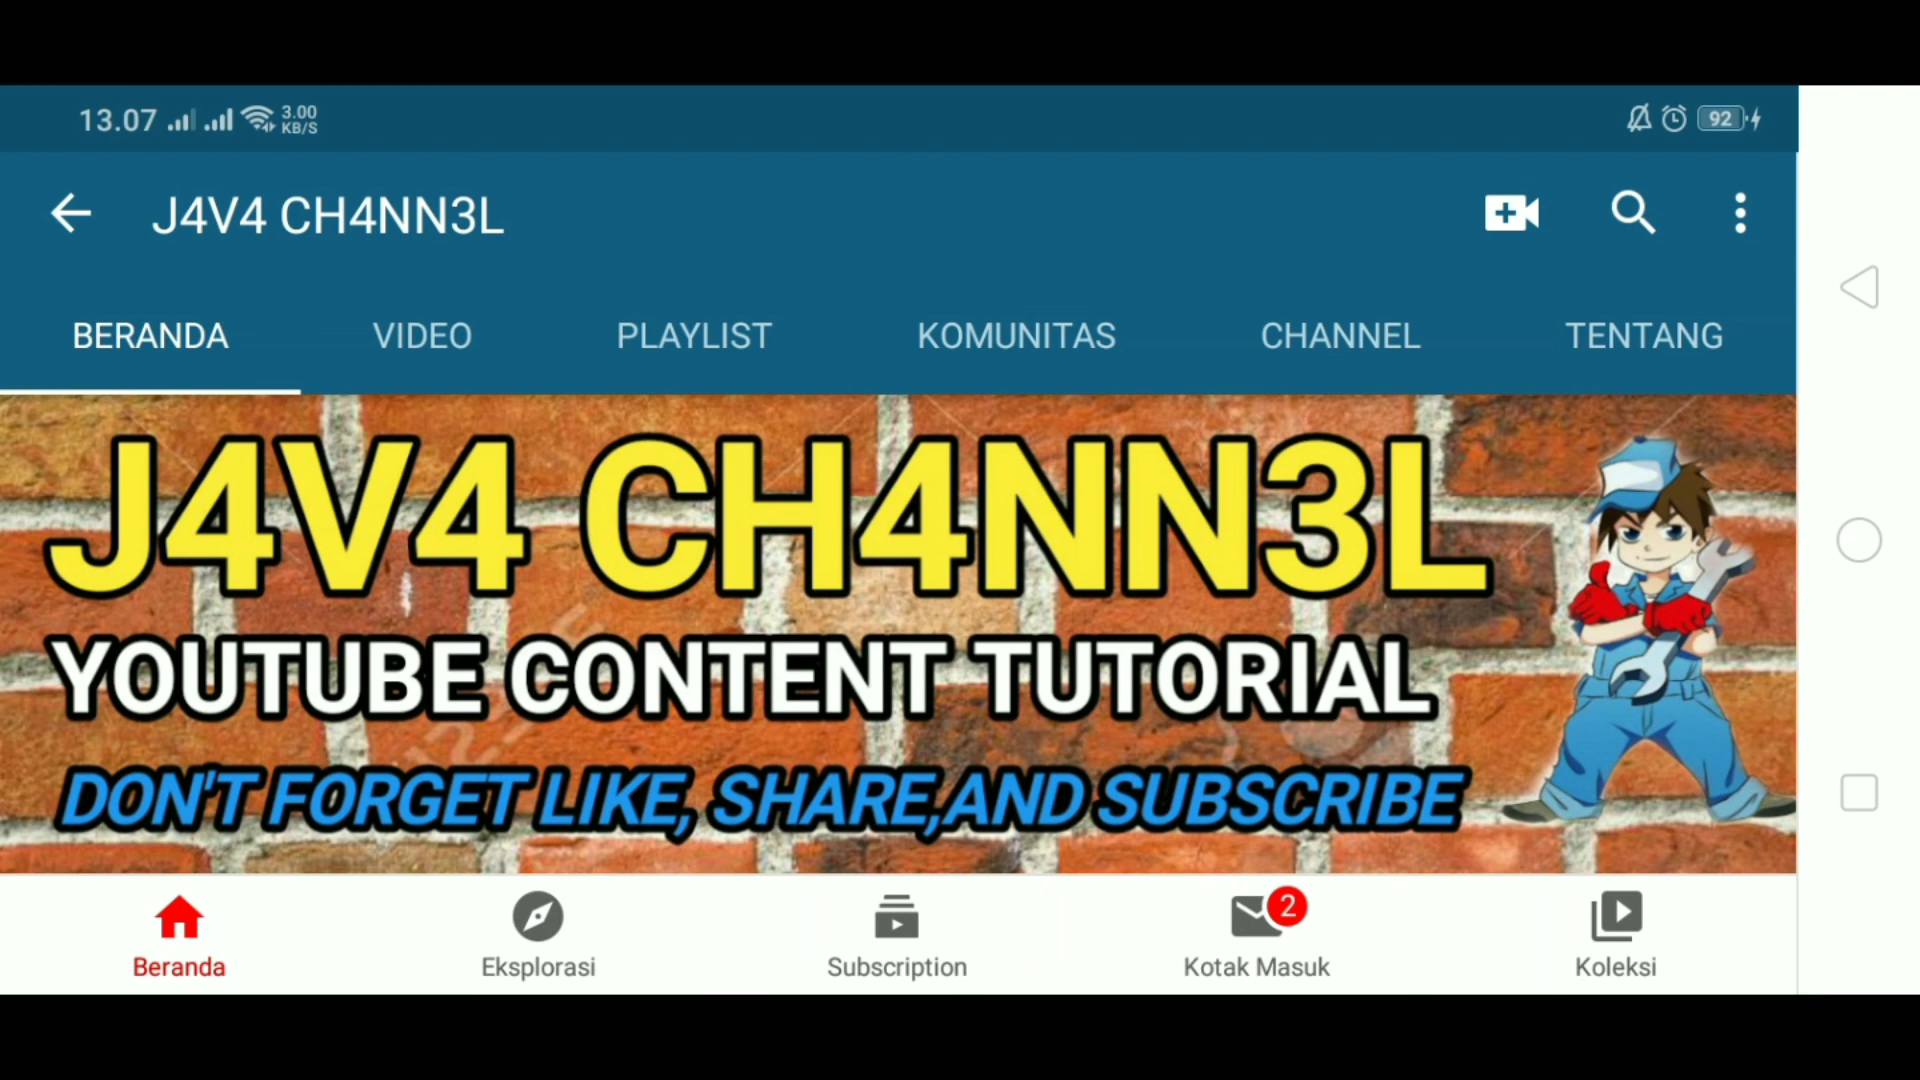 13.07 3.00 KB/S 92
J4V4 CH4NN3L
BERANDA VIDEO PLAYLIST KOMUNITAS CHANNEL TENTANG
J4V4 CH4NN3L
YOUTUBE CONTENT TUTORIAL
DON'T FORGET LIKE, SHARE,AND SUBSCRIBE
2
Beranda Eksplorasi Subscription Kotak Masuk Koleksi